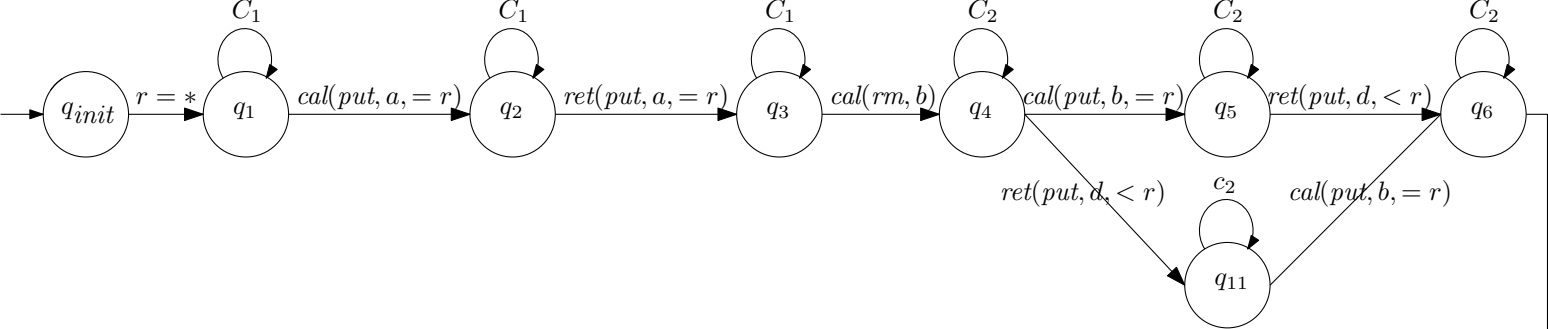 C₁ C₁ C₁ C₂ C₂ C₂
q_init r = ∗ q₁ cal(put, a, = r) q₂ ret(put, a, = r) q₃ cal(rm, b) q₄ cal(put, b, = r) q₅ ret(put, d, < r) q₆
ret(put, d, < r) c₂ cal(put, b, = r)
q₁₁